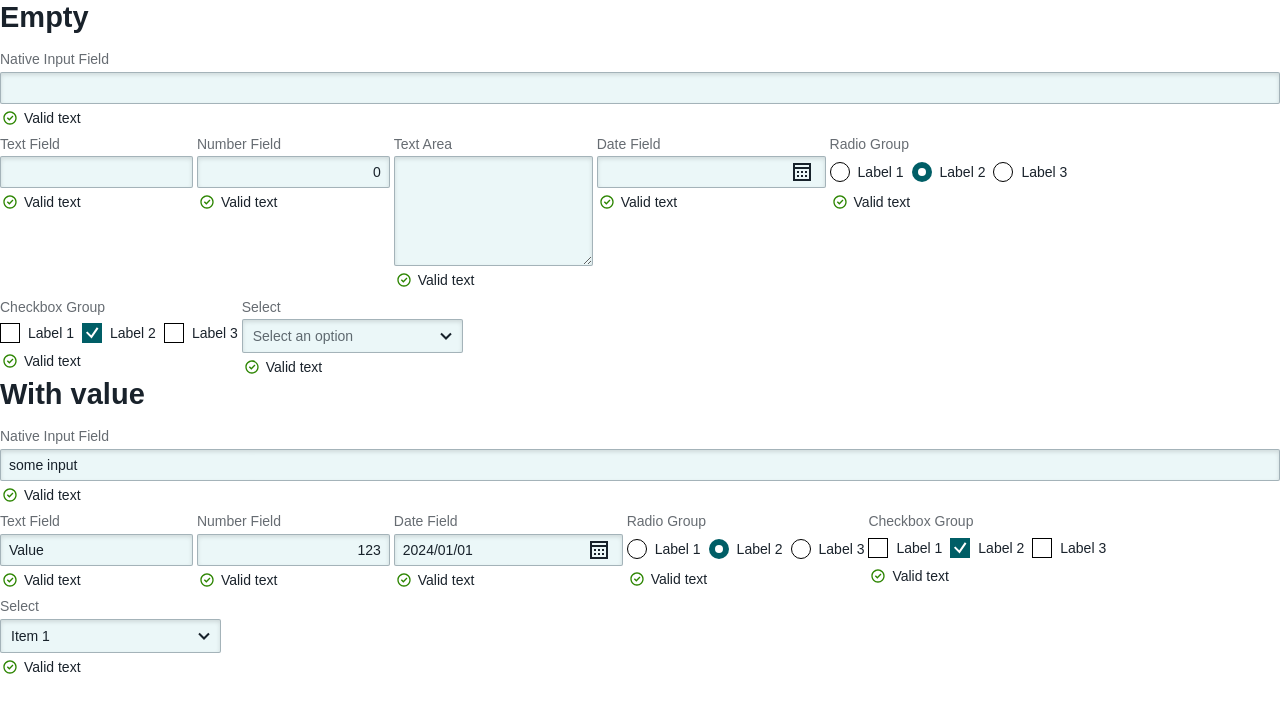 Empty
Native Input Field
Valid text
Text Field Number Field Text Area Date Field Radio Group
0 Label 1 Label 2 Label 3
Valid text Valid text Valid text Valid text
Valid text
Checkbox Group Select
Label 1 Label 2 Label 3 Select an option
Valid text Valid text
With value
Native Input Field
some input
Valid text
Text Field Number Field Date Field Radio Group Checkbox Group
Value 123 2024/01/01 Label 1 Label 2 Label 3 Label 1 Label 2 Label 3
Valid text Valid text Valid text Valid text Valid text
Select
Item 1
Valid text